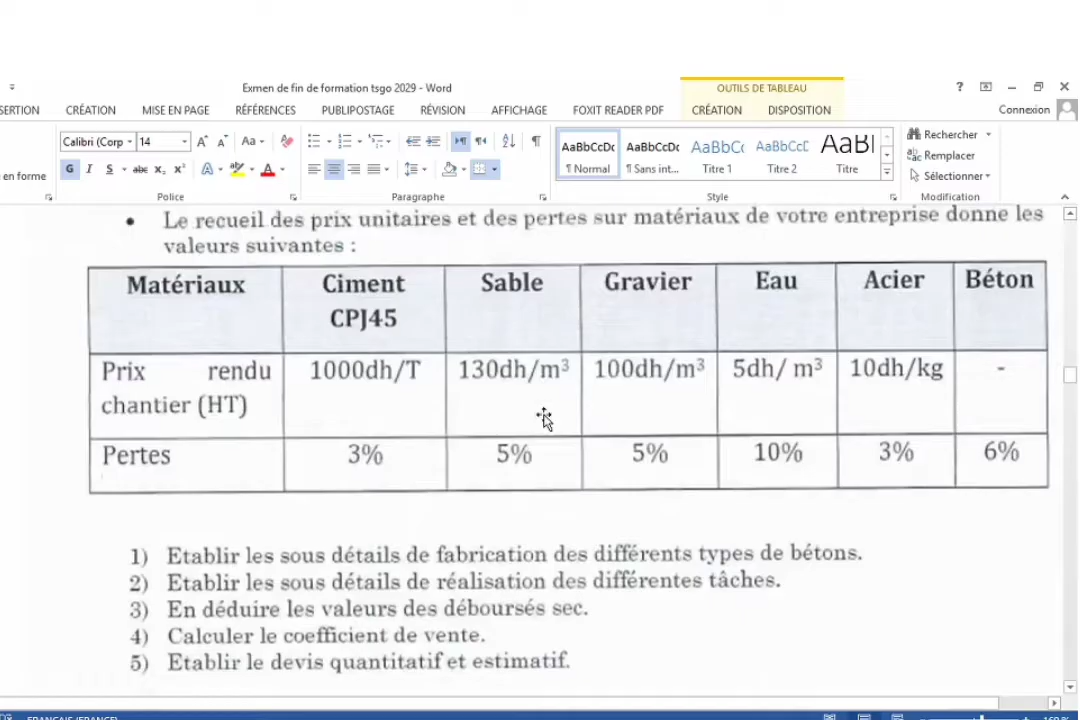 Exmen de fin de formation tsgo 2029 - Word
OUTILS DE TABLEAU
?
SERTION CRÉATION MISE EN PAGE RÉFÉRENCES PUBLIPOSTAGE RÉVISION AFFICHAGE FOXIT READER PDF CRÉATION DISPOSITION
Connexion
Calibri (Corp 14
AaBbCcDc AaBbCcDc AaBbCc AaBbCcD AaBl
Rechercher
Remplacer
en forme
¶ Normal ¶ Sans int... Titre 1 Titre 2 Titre
Sélectionner
Police Paragraphe Style Modification
• Le recueil des prix unitaires et des pertes sur matériaux de votre entreprise donne les
valeurs suivantes :
Matériaux Ciment Sable Gravier Eau Acier Béton
CPJ45
Prix rendu 1000dh/T 130dh/m³ 100dh/m³ 5dh/ m³ 10dh/kg -
chantier (HT)
Pertes 3% 5% 5% 10% 3% 6%
1) Etablir les sous détails de fabrication des différents types de bétons.
2) Etablir les sous détails de réalisation des différentes tâches.
3) En déduire les valeurs des déboursés sec.
4) Calculer le coefficient de vente.
5) Etablir le devis quantitatif et estimatif.
FRANÇAIS (FRANCE)